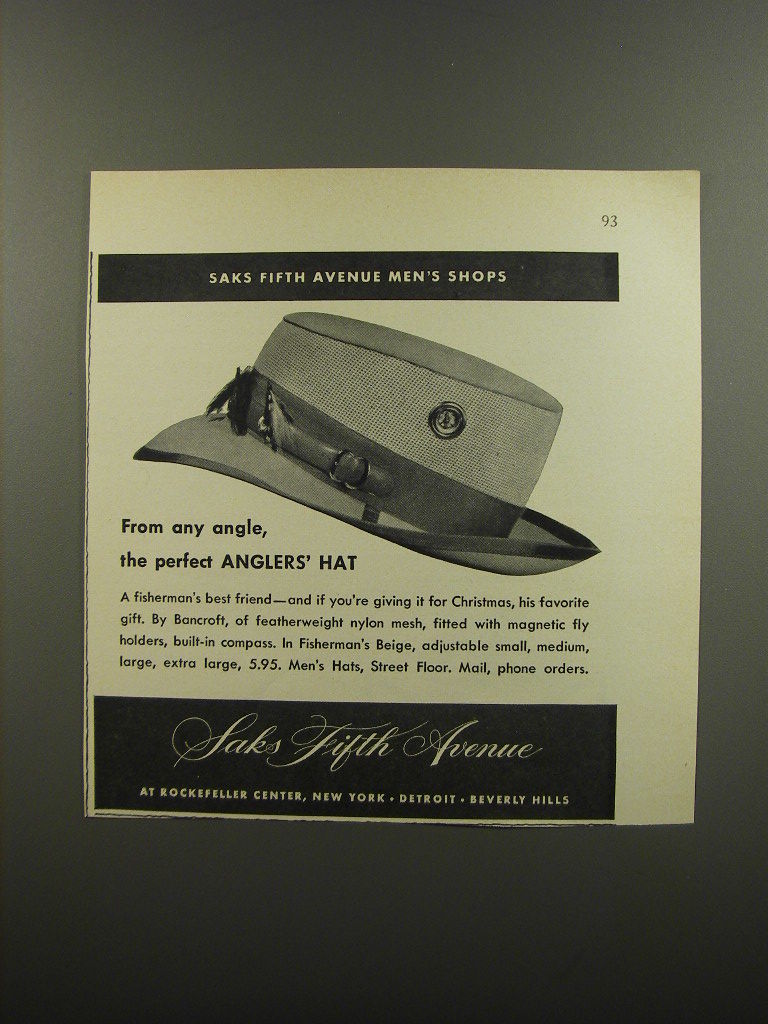 93
SAKS FIFTH AVENUE MEN'S SHOPS
From any angle,
the perfect ANGLERS' HAT
A fisherman's best friend—and if you're giving it for Christmas, his favorite
gift. By Bancroft, of featherweight nylon mesh, fitted with magnetic fly
holders, built-in compass. In Fisherman's Beige, adjustable small, medium,
large, extra large, 5.95. Men's Hats, Street Floor. Mail, phone orders.
Saks Fifth Avenue
AT ROCKEFELLER CENTER, NEW YORK • DETROIT • BEVERLY HILLS